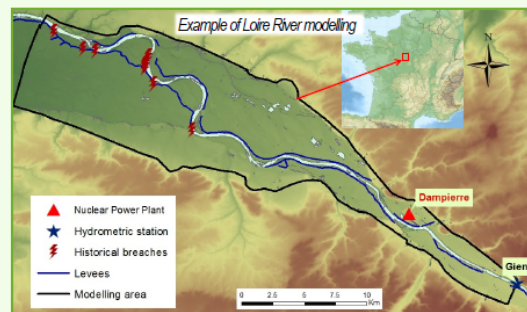 Example of Loire River modelling
Dampierre
Gien
Nuclear Power Plant
Hydrometric station
Historical breaches
Levees
Modelling area
0 2.5 5 7.5 10
Km